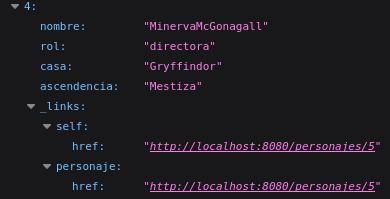 4:
nombre: "MinervaMcGonagall"
rol: "directora"
casa: "Gryffindor"
ascendencia: "Mestiza"
_links:
self:
href: "http://localhost:8080/personajes/5"
personaje:
href: "http://localhost:8080/personajes/5"